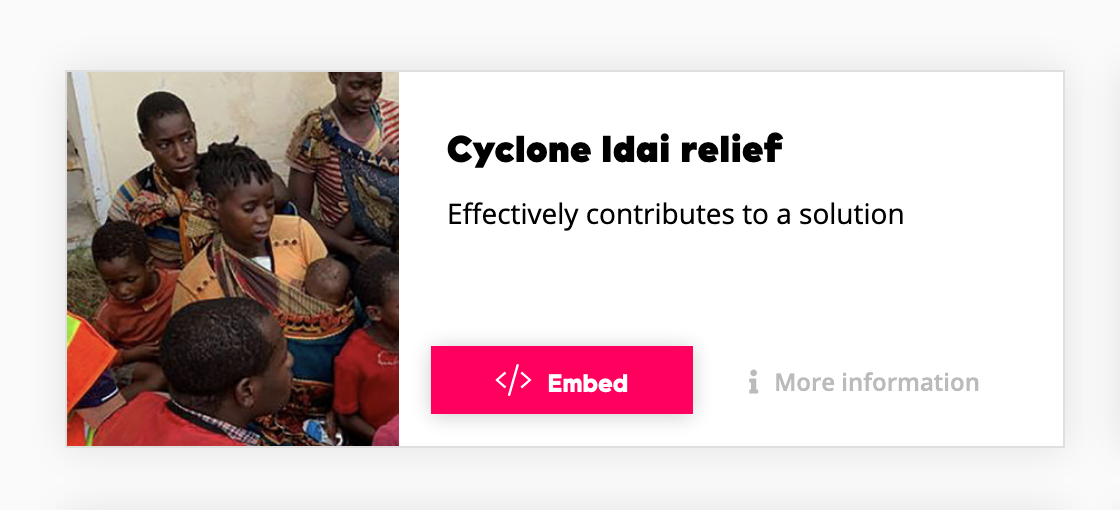 Cyclone Idai relief
Effectively contributes to a solution
</> Embed
i More information